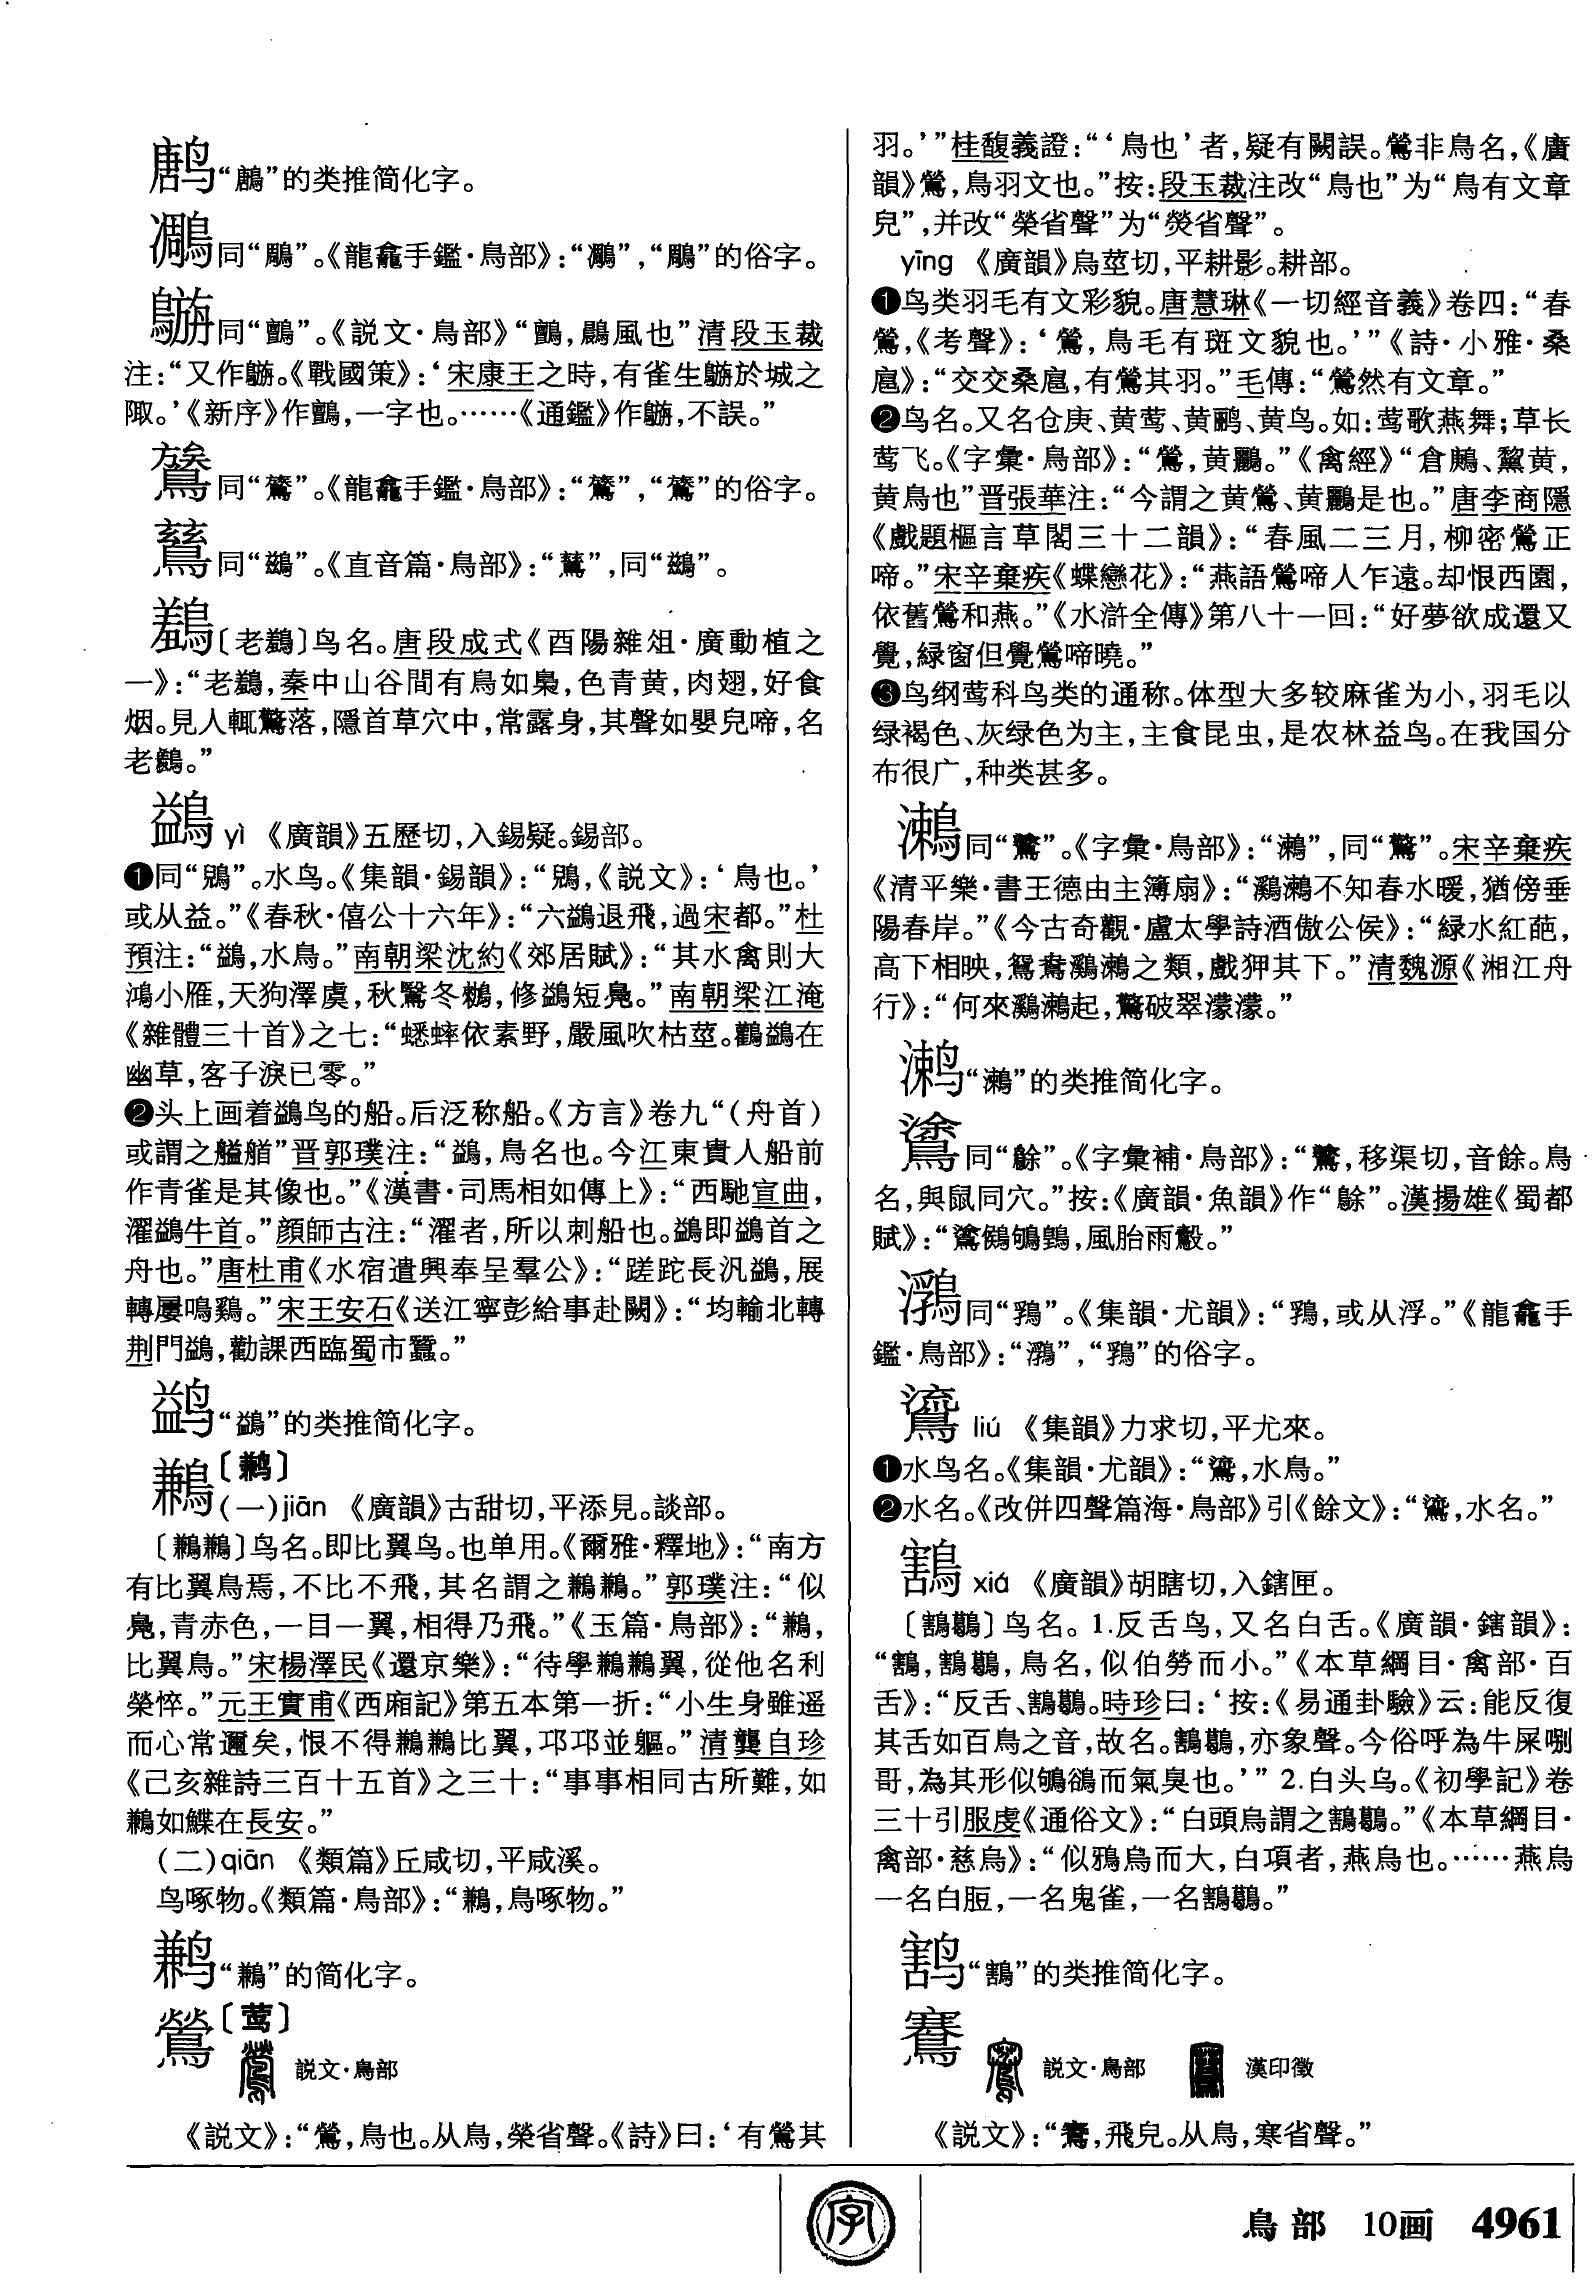 “鶶”的类推简化字。
同“鵰”。《龍龕手鑑·鳥部》:“ ”,“鵰”的俗字。
同“鸇”。《説文·鳥部》“鸇,鷐風也”清段玉裁
注:“又作 。《戰國策》:‘宋康王之時,有雀生 於城之
陬。’《新序》作鸇,一字也。……《通鑑》作 ,不誤。”
同“ ”。《龍龕手鑑·鳥部》:“ ”,“ ”的俗字。
同“鷀”。《直音篇·鳥部》:“鶿”,同“鷀”。
〔老 〕鸟名。唐段成式《酉陽雜俎·廣動植之
一》:“老 ,秦中山谷間有鳥如梟,色青黄,肉翅,好食
烟。見人輒驚落,隱首草穴中,常露身,其聲如嬰兒啼,名
老 。”
鷁 yì 《廣韻》五歷切,入錫疑。錫部。
❶同“鶂”。水鸟。《集韻·錫韻》:“鶂,《説文》:‘鳥也。’
或从益。”《春秋·僖公十六年》:“六鷁退飛,過宋都。”杜
預注:“鷁,水鳥。”南朝梁沈約《郊居賦》:“其水禽則大
鴻小雁,天狗澤虞,秋鷖冬 ,修鷁短鳧。”南朝梁江淹
《雜體三十首》之七:“蟋蟀依素野,嚴風吹枯莖。鸛鷁在
幽草,客子淚已零。”
❷头上画着鷁鸟的船。后泛称船。《方言》卷九“(舟首)
或謂之艗艏”晋郭璞注:“鷁,鳥名也。今江東貴人船前
作青雀是其像也。”《漢書·司馬相如傳上》:“西馳宣曲,
濯鷁牛首。”顔師古注:“濯者,所以刺船也。鷁即鷁首之
舟也。”唐杜甫《水宿遣興奉呈羣公》:“蹉跎長汎鷁,展
轉屢鳴鷄。”宋王安石《送江寧彭給事赴闕》:“均輸北轉
荆門鷁,勸課西臨蜀市蠶。”
鹢“鷁”的类推简化字。
鶼〔鹣〕
(一)jiān 《廣韻》古甜切,平添見。談部。
〔鶼鶼〕鸟名。即比翼鸟。也单用。《爾雅·釋地》:“南方
有比翼鳥焉,不比不飛,其名謂之鶼鶼。”郭璞注:“似
鳧,青赤色,一目一翼,相得乃飛。”《玉篇·鳥部》:“鶼,
比翼鳥。”宋楊澤民《還京樂》:“待學鶼鶼翼,從他名利
榮悴。”元王實甫《西廂記》第五本第一折:“小生身雖遥
而心常邇矣,恨不得鶼鶼比翼,邛邛並軀。”清龔自珍
《己亥雜詩三百十五首》之三十:“事事相同古所難,如
鶼如鰈在長安。”
(二)qiān 《類篇》丘咸切,平咸溪。
鸟啄物。《類篇·鳥部》:“鶼,鳥啄物。”
鹣“鶼”的简化字。
鶯〔莺〕
説文·鳥部
《説文》:“鶯,鳥也。从鳥,榮省聲。《詩》曰:‘有鶯其
羽。’”桂馥義證:“‘鳥也’者,疑有闕誤。鶯非鳥名,《廣
韻》鶯,鳥羽文也。”按:段玉裁注改“鳥也”为“鳥有文章
皃”,并改“榮省聲”为“熒省聲”。
yīng 《廣韻》烏莖切,平耕影。耕部。
❶鸟类羽毛有文彩貌。唐慧琳《一切經音義》卷四:“春
鶯,《考聲》:‘鶯,鳥毛有斑文貌也。’”《詩·小雅·桑
扈》:“交交桑扈,有鶯其羽。”毛傳:“鶯然有文章。”
❷鸟名。又名仓庚、黄莺、黄鹂、黄鸟。如:莺歌燕舞;草长
莺飞。《字彙·鳥部》:“鶯,黄鸝。”《禽經》“倉鶊、黧黄,
黄鳥也”晋張華注:“今謂之黄鶯、黄鸝是也。”唐李商隱
《戲題樞言草閣三十二韻》:“春風二三月,柳密鶯正
啼。”宋辛棄疾《蝶戀花》:“燕語鶯啼人乍遠。却恨西園,
依舊鶯和燕。”《水滸全傳》第八十一回:“好夢欲成還又
覺,緑窗但覺鶯啼曉。”
❸鸟纲莺科鸟类的通称。体型大多较麻雀为小,羽毛以
绿褐色、灰绿色为主,主食昆虫,是农林益鸟。在我国分
布很广,种类甚多。
同“鷘”。《字彙·鳥部》:“ ”,同“鷘”。宋辛棄疾
《清平樂·書王德由主簿扇》:“鸂 不知春水暖,猶傍垂
陽春岸。”《今古奇觀·盧太學詩酒傲公侯》:“緑水紅葩,
高下相映,鴛鴦鸂 之類,戲狎其下。”清魏源《湘江舟
行》:“何來鸂 起,驚破翠濛濛。”
“ ”的类推简化字。
同“鵌”。《字彙補·鳥部》:“ ,移渠切,音餘。鳥
名,與鼠同穴。”按:《廣韻·魚韻》作“鵌”。漢揚雄《蜀都
賦》:“ 鶴鴝鶉,風胎雨鷇。”
同“鴀”。《集韻·尤韻》:“ ,或从浮。”《龍龕手
鑑·鳥部》:“ ”,“ ”的俗字。
liú 《集韻》力求切,平尤來。
❶水鸟名。《集韻·尤韻》:“ ,水鳥。”
❷水名。《改併四聲篇海·鳥部》引《餘文》:“ ,水名。”
鶷 xiá 《廣韻》胡瞎切,入鎋匣。
〔鶷鶡〕鸟名。1.反舌鸟,又名白舌。《廣韻·鎋韻》:
“鶷,鶷鶡,鳥名,似伯勞而小。”《本草綱目·禽部·百
舌》:“反舌、鶷鶡。時珍曰:‘按:《易通卦驗》云:能反復
其舌如百鳥之音,故名。鶷鶡,亦象聲。今俗呼為牛屎哵
哥,為其形似鴝鵒而氣臭也。’” 2.白头乌。《初學記》卷
三十引服虔《通俗文》:“白頭烏謂之鶷鶡。”《本草綱目·
禽部·慈烏》:“似鴉烏而大,白項者,燕烏也。……燕烏
一名白脰,一名鬼雀,一名鶷鶡。”
“鶷”的类推简化字。
鶱
説文·鳥部 漢印徵
《説文》:“鶱,飛皃。从鳥,寒省聲。”
字
鳥部 10画 4961